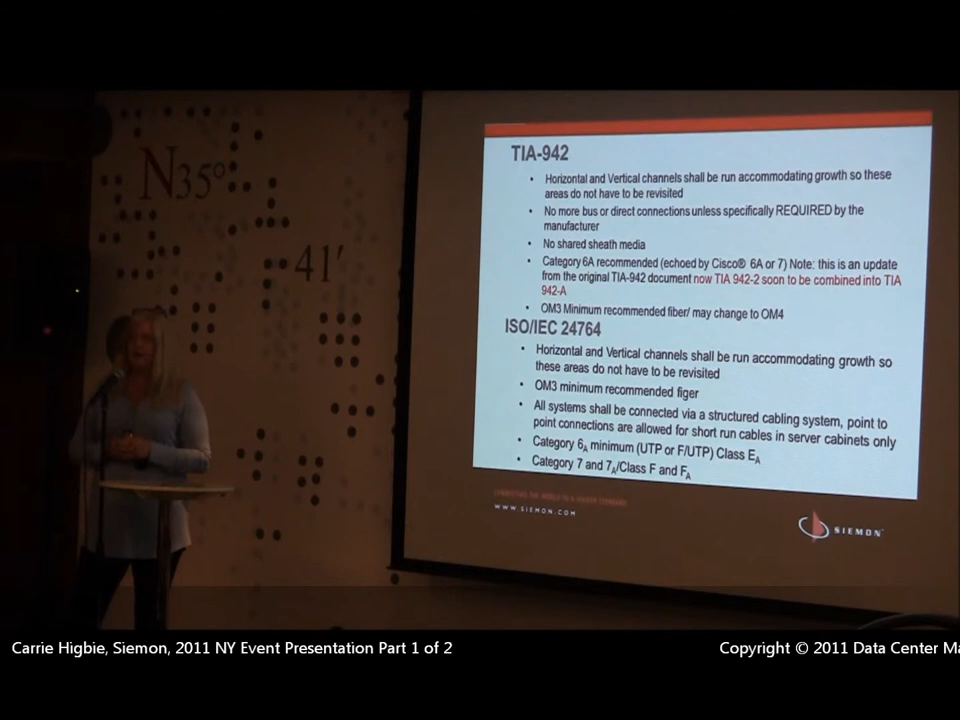 N35°
41'
TIA-942
• Horizontal and Vertical channels shall be run accommodating growth so these
areas do not have to be revisited
• No more bus or direct connections unless specifically REQUIRED by the
manufacturer
• No shared sheath media
• Category 6A recommended (echoed by Cisco® 6A or 7) Note: this is an update
from the original TIA-942 document now TIA 942-2 soon to be combined into TIA
942-A
• OM3 Minimum recommended fiber/ may change to OM4
ISO/IEC 24764
• Horizontal and Vertical channels shall be run accommodating growth so
these areas do not have to be revisited
• OM3 minimum recommended figer
• All systems shall be connected via a structured cabling system, point to
point connections are allowed for short run cables in server cabinets only
• Category 6A minimum (UTP or F/UTP) Class EA
• Category 7 and 7A/Class F and FA
CONNECTING THE WORLD TO A HIGHER STANDARD
WWW.SIEMON.COM
SIEMON
Carrie Higbie, Siemon, 2011 NY Event Presentation Part 1 of 2
Copyright © 2011 Data Center Ma